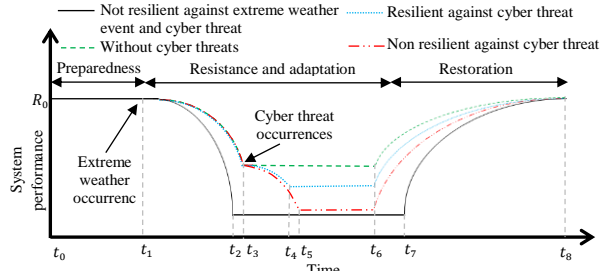 Not resilient against extreme weather
event and cyber threat
Resilient against cyber threat
Without cyber threats
Non resilient against cyber threat
Preparedness
Resistance and adaptation
Restoration
R₀
Cyber threat
occurrences
Extreme
weather
occurrenc
System
performance
t₀ t₁ t₂ t₃ t₄ t₅ t₆ t₇ t₈
Time